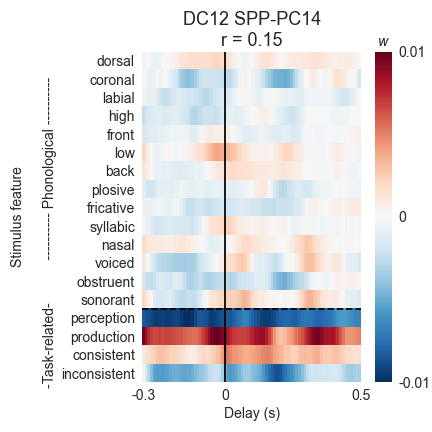 DC12 SPP-PC14
r = 0.15
w
Stimulus feature
---------- Phonological ----------
-Task-related-
dorsal
coronal
labial
high
front
low
back
plosive
fricative
syllabic
nasal
voiced
obstruent
sonorant
perception
production
consistent
inconsistent
0.01
0
-0.01
-0.3
0
0.5
Delay (s)